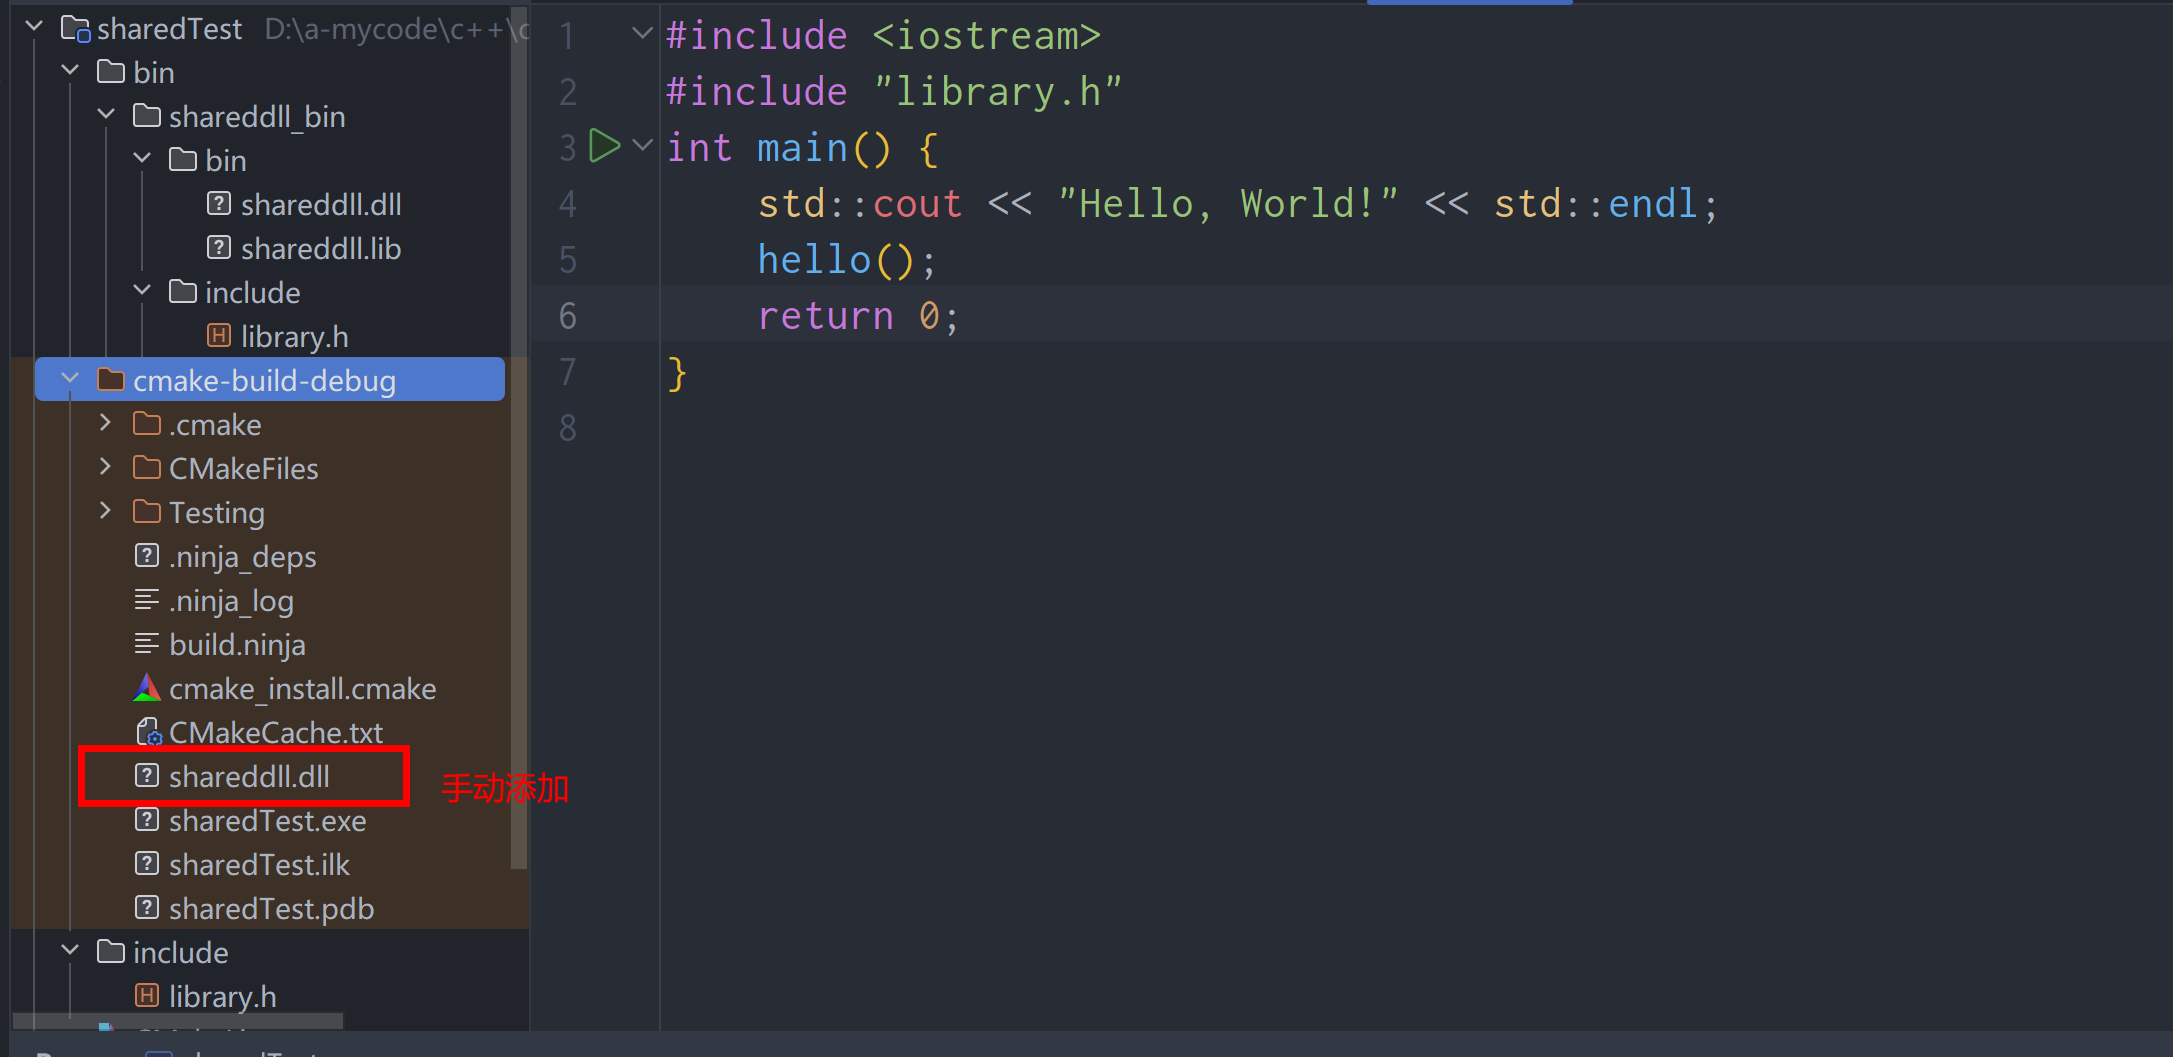 sharedTest D:\a-mycode\c++\
bin
shareddll_bin
bin
shareddll.dll
shareddll.lib
include
library.h
cmake-build-debug
.cmake
CMakeFiles
Testing
.ninja_deps
.ninja_log
build.ninja
cmake_install.cmake
CMakeCache.txt
shareddll.dll
手动添加
sharedTest.exe
sharedTest.ilk
sharedTest.pdb
include
library.h
1 #include <iostream>
2 #include "library.h"
3 int main() {
4 std::cout << "Hello, World!" << std::endl;
5 hello();
6 return 0;
7 }
8